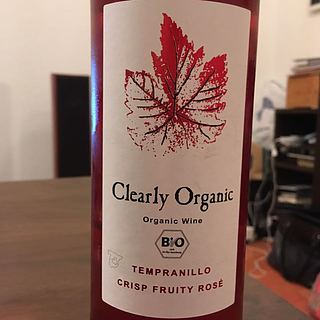 Clearly Organic
Organic Wine
BIO
TEMPRANILLO
CRISP FRUITY ROSÉ